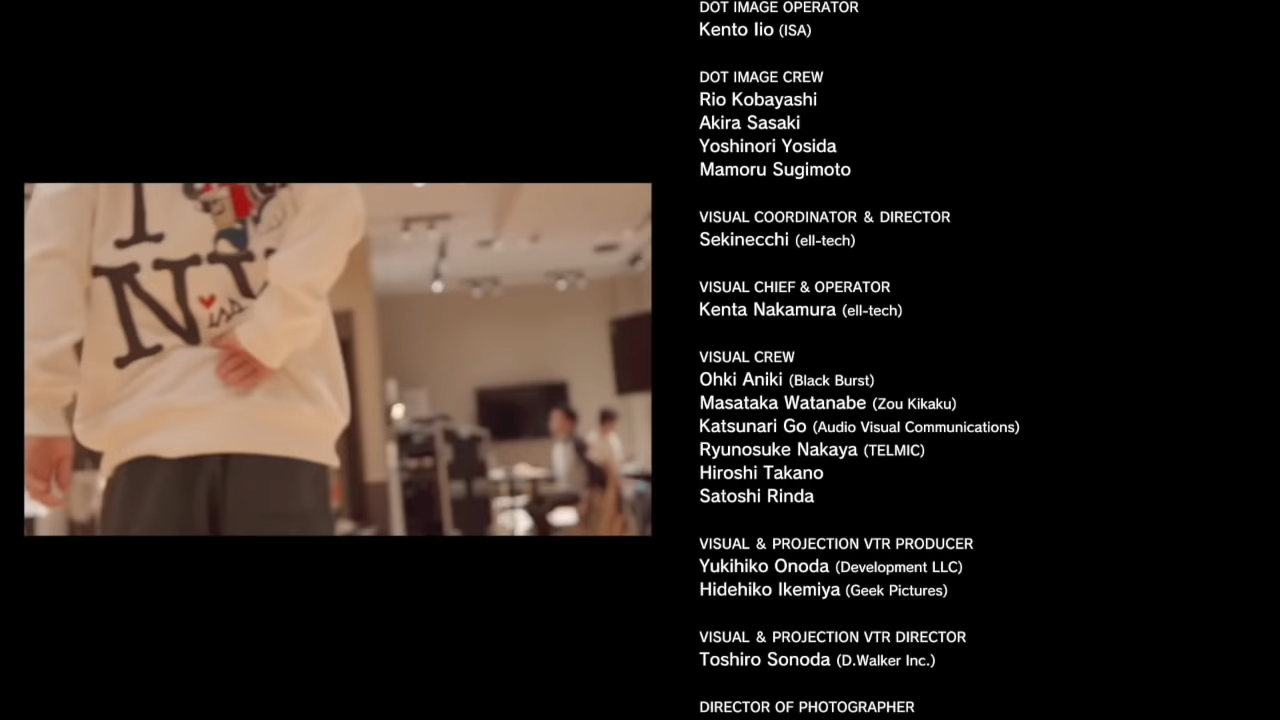 I
NY
iss
DOT IMAGE OPERATOR
Kento Iio (ISA)
DOT IMAGE CREW
Rio Kobayashi
Akira Sasaki
Yoshinori Yosida
Mamoru Sugimoto
VISUAL COORDINATOR & DIRECTOR
Sekinecchi (ell-tech)
VISUAL CHIEF & OPERATOR
Kenta Nakamura (ell-tech)
VISUAL CREW
Ohki Aniki (Black Burst)
Masataka Watanabe (Zou Kikaku)
Katsunari Go (Audio Visual Communications)
Ryunosuke Nakaya (TELMIC)
Hiroshi Takano
Satoshi Rinda
VISUAL & PROJECTION VTR PRODUCER
Yukihiko Onoda (Development LLC)
Hidehiko Ikemiya (Geek Pictures)
VISUAL & PROJECTION VTR DIRECTOR
Toshiro Sonoda (D.Walker Inc.)
DIRECTOR OF PHOTOGRAPHER